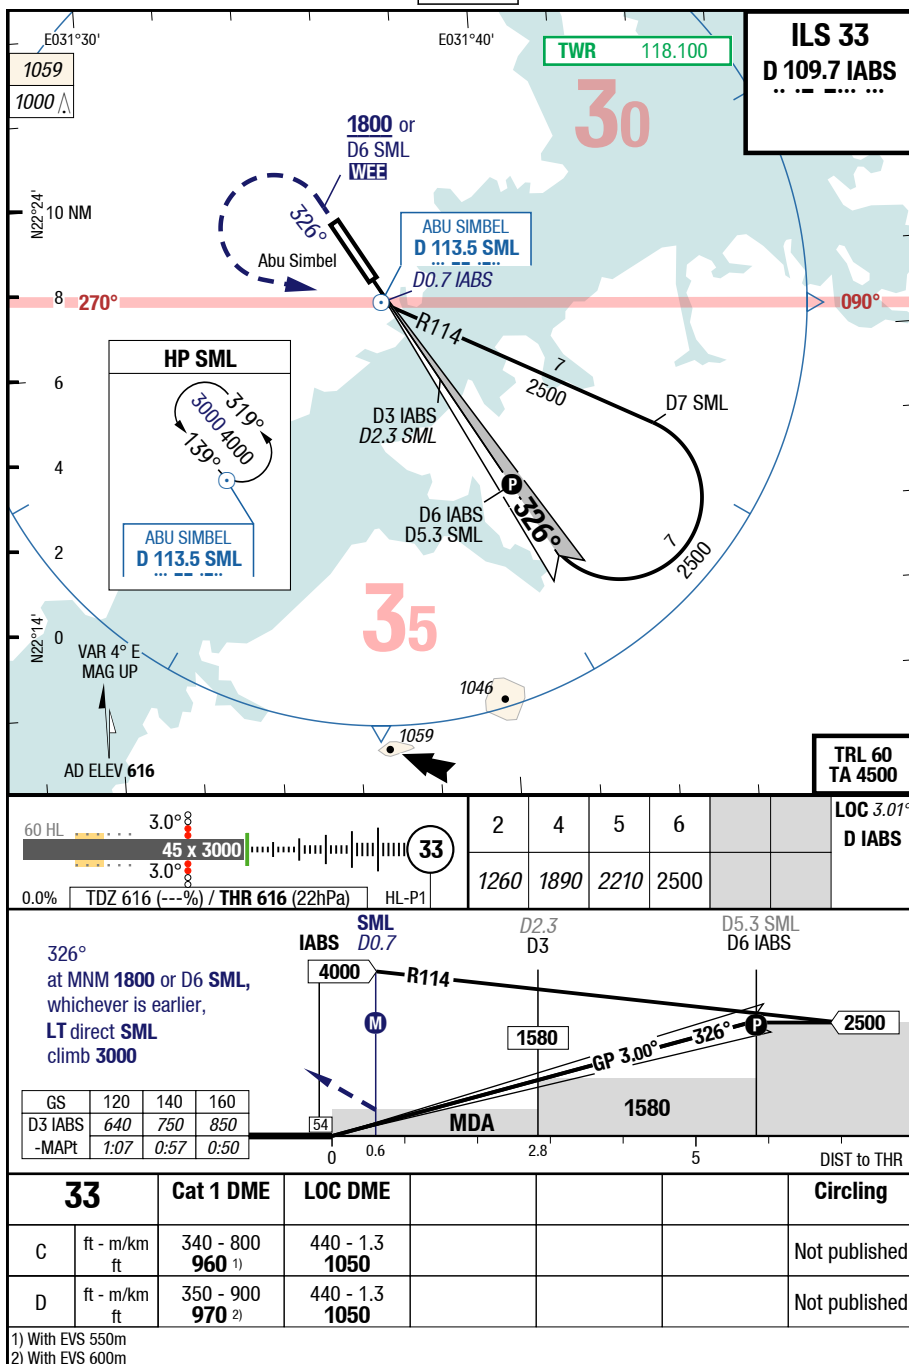 E031°30'
E031°40'
TWR 118.100
ILS 33
D 109.7 IABS
1059
1000
30
1800 or
D6 SML
WEE
N22°24'
10 NM
326°
Abu Simbel
ABU SIMBEL
D 113.5 SML
D0.7 IABS
8
270°
090°
R114
HP SML
7
2500
6
319°
3000 4000
139°
D7 SML
D3 IABS
D2.3 SML
4
P
326°
D6 IABS
D5.3 SML
ABU SIMBEL
D 113.5 SML
7
2500
2
35
N22°14'
0
VAR 4° E
MAG UP
1046
1059
AD ELEV 616
TRL 60
TA 4500
60 HL
3.0°
45 x 3000
33
3.0°
0.0%
TDZ 616 (---%) / THR 616 (22hPa)
HL-P1
2 4 5 6
1260 1890 2210 2500
LOC 3.01°
D IABS
326°
at MNM 1800 or D6 SML,
whichever is earlier,
LT direct SML
climb 3000
IABS
SML
D0.7
D2.3
D3
D5.3 SML
D6 IABS
4000
R114
M
P
2500
1580
GP 3.00°
326°
1580
MDA
54
GS 120 140 160
D3 IABS 640 750 850
-MAPt 1:07 0:57 0:50
0 0.6 2.8 5 DIST to THR
33 Cat 1 DME LOC DME Circling
C ft - m/km 340 - 800 440 - 1.3 Not published
ft 960 1) 1050
D ft - m/km 350 - 900 440 - 1.3 Not published
ft 970 2) 1050
1) With EVS 550m
2) With EVS 600m